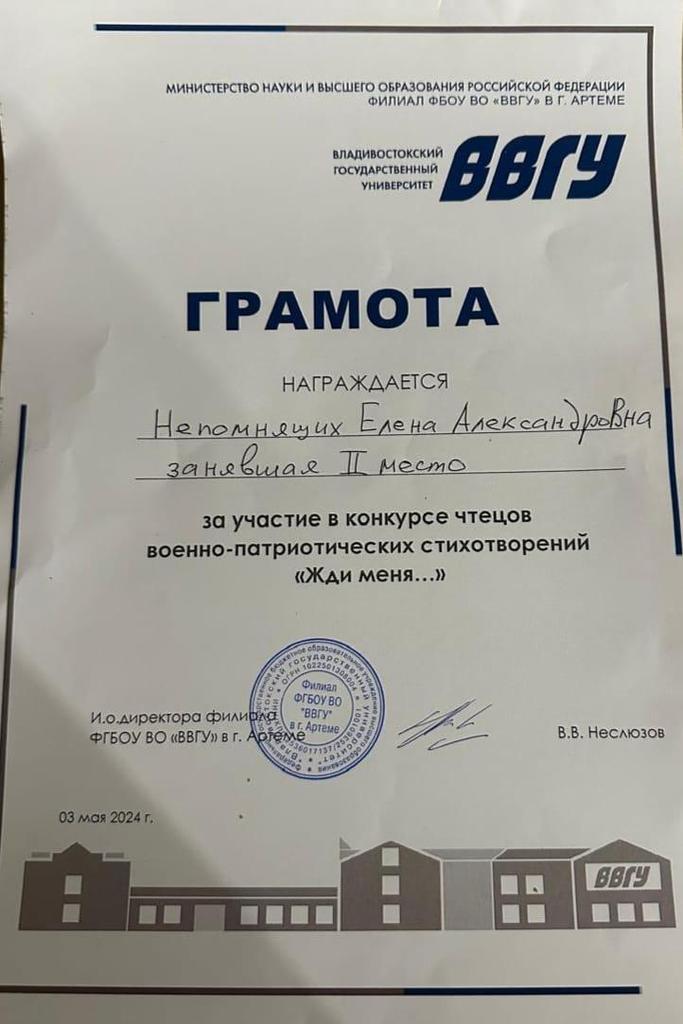 МИНИСТЕРСТВО НАУКИ И ВЫСШЕГО ОБРАЗОВАНИЯ РОССИЙСКОЙ ФЕДЕРАЦИИ
ФИЛИАЛ ФБОУ ВО «ВВГУ» В Г. АРТЕМЕ
ВЛАДИВОСТОКСКИЙ
ГОСУДАРСТВЕННЫЙ
УНИВЕРСИТЕТ
ВВГУ
ГРАМОТА
НАГРАЖДАЕТСЯ
Непомнящих Елена Александровна
занявшая II место
за участие в конкурсе чтецов
военно-патриотических стихотворений
«Жди меня...»
Филиал
ФГБОУ ВО
"ВВГУ"
в г. Артеме
И.о.директора филиала
ФГБОУ ВО «ВВГУ» в г. Артеме
В.В. Неслюзов
03 мая 2024 г.
ВВГУ